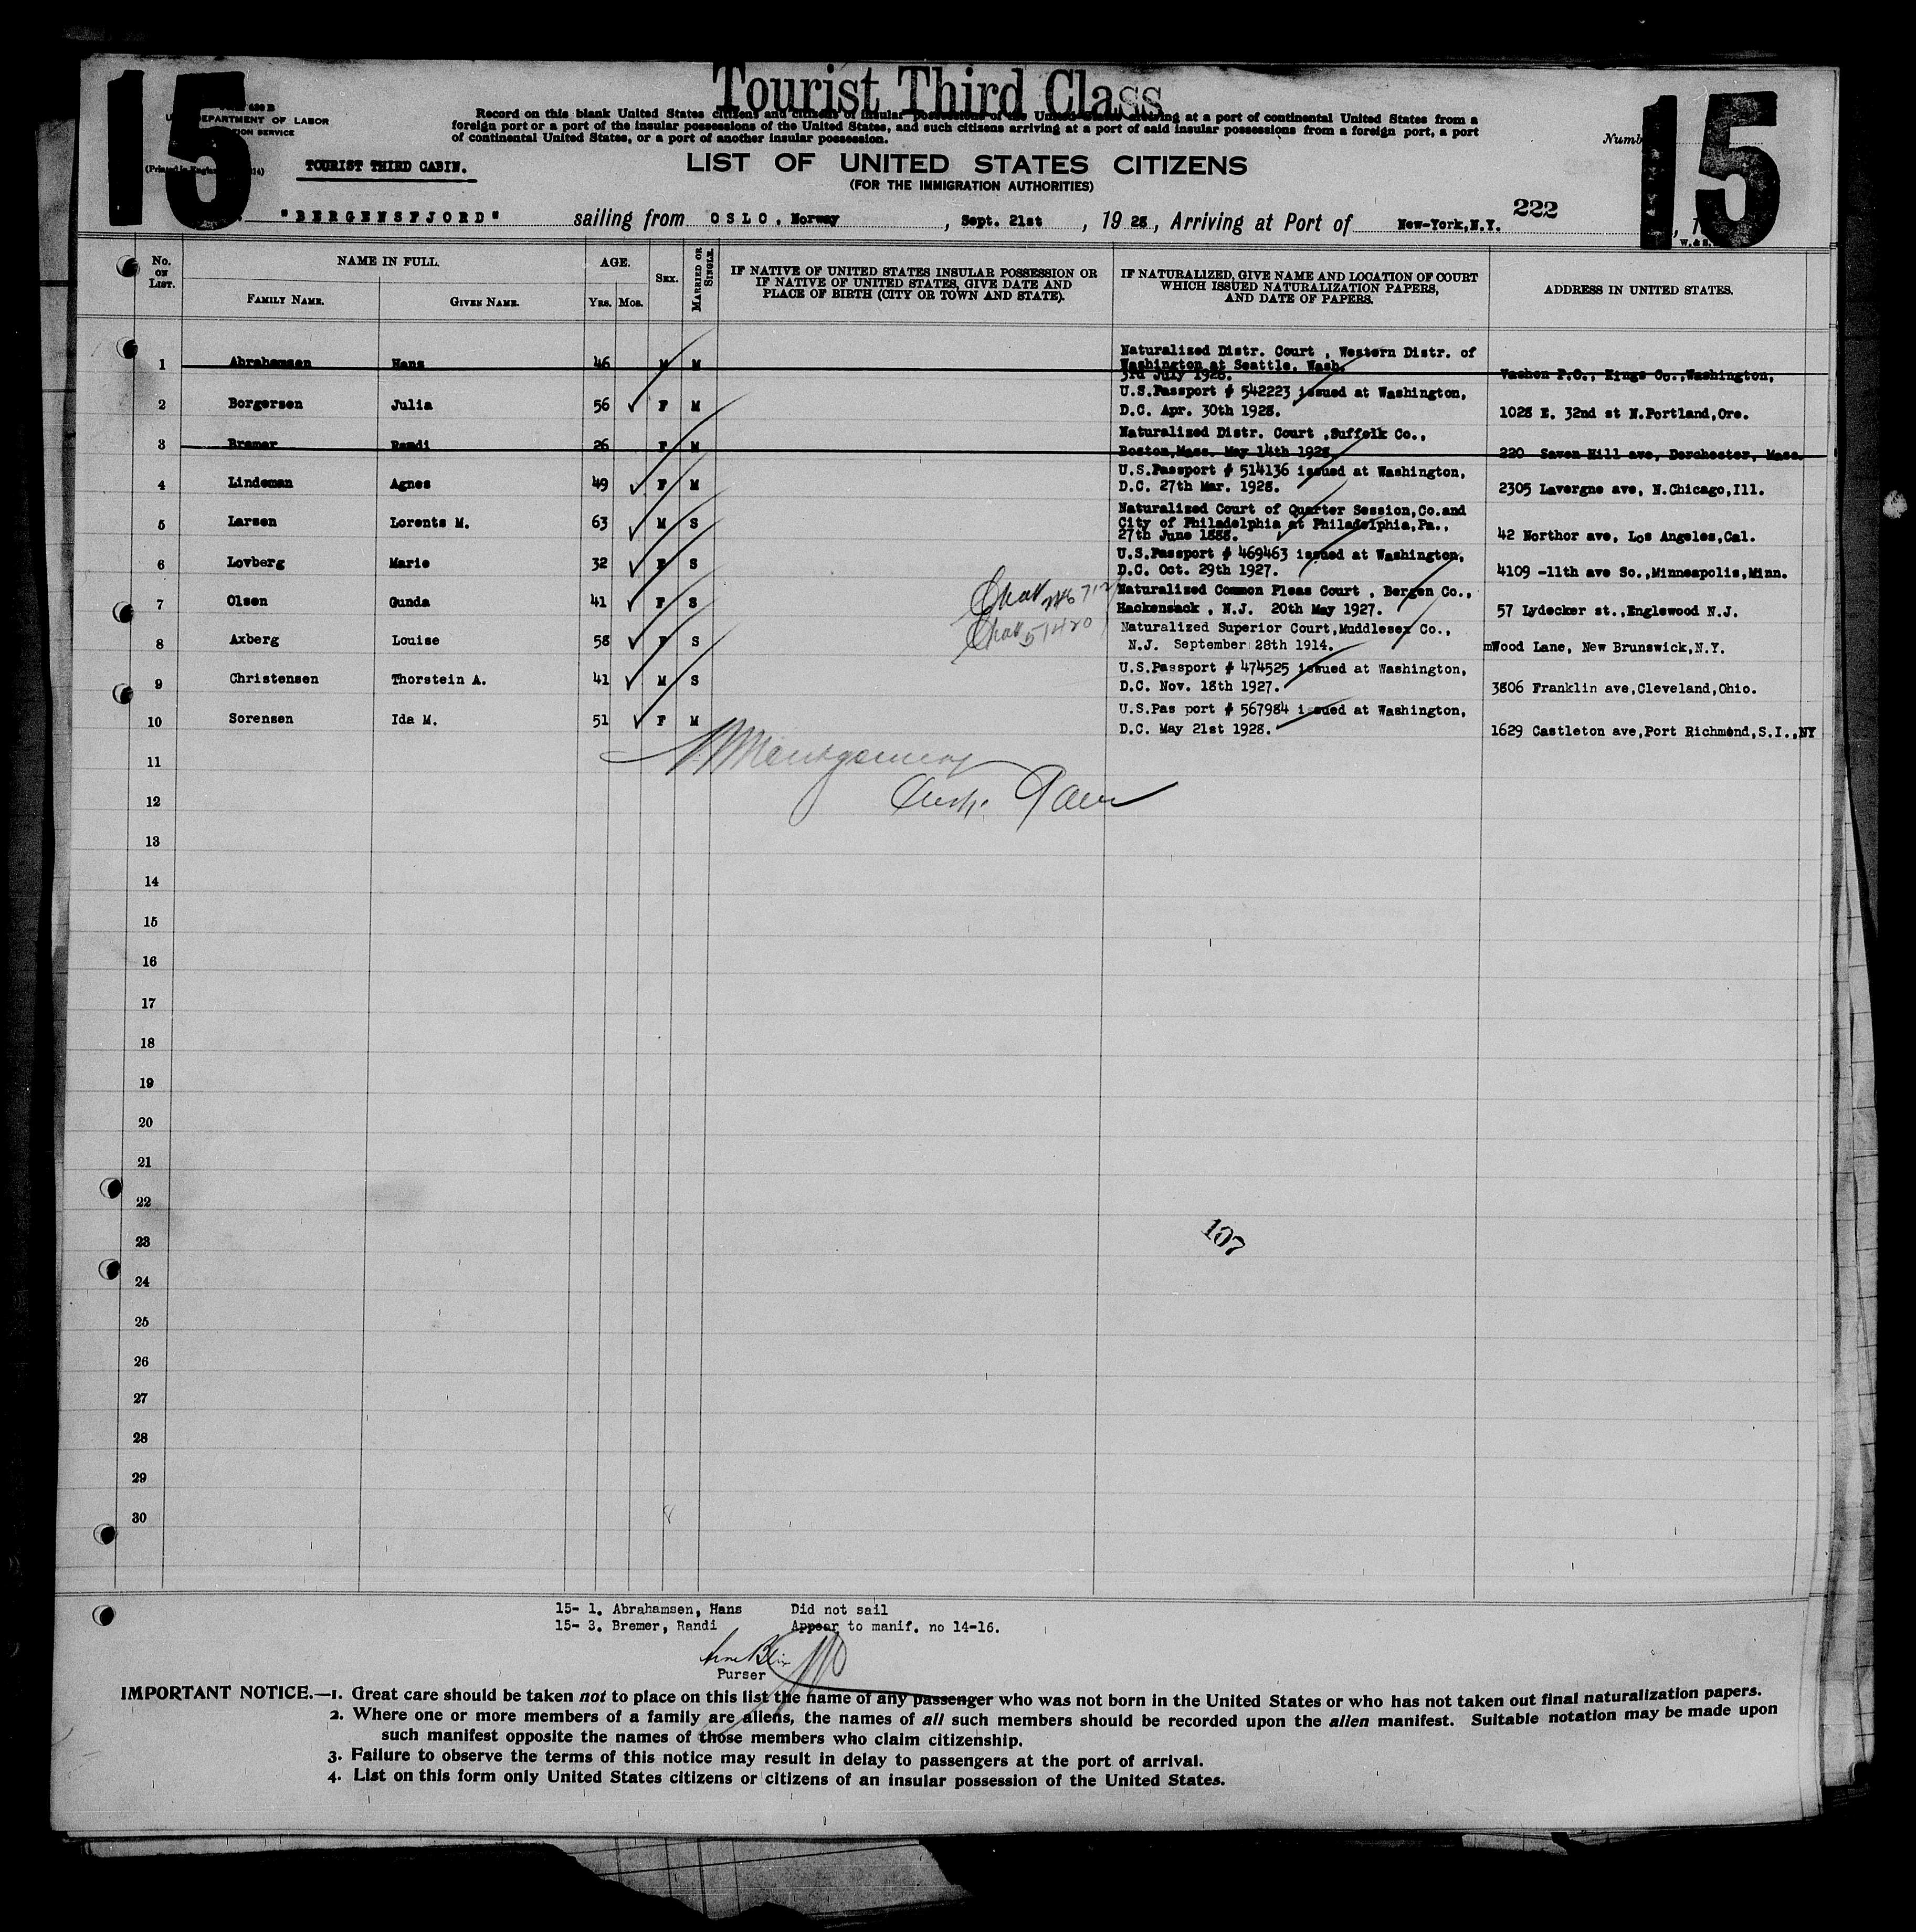 15
Tourist Third Class
15
DEPARTMENT OF LABOR
Record on this blank United States citizens and citizens of insular possessions of the United States arriving at a port of continental United States from a
foreign port or a port of the insular possessions of the United States, and such citizens arriving at a port of said insular possessions from a foreign port, a port
of continental United States, or a port of another insular possession.
TOURIST THIRD CABIN.
LIST OF UNITED STATES CITIZENS
(FOR THE IMMIGRATION AUTHORITIES)
222
"BERGENSFJORD" sailing from OSLO, Norway, Sept. 21st, 1928, Arriving at Port of New-York, N.Y.
No. ON LIST. NAME IN FULL. AGE. SEX. MARRIED OR SINGLE. IF NATIVE OF UNITED STATES INSULAR POSSESSION OR IF NATIVE OF UNITED STATES, GIVE DATE AND PLACE OF BIRTH (CITY OR TOWN AND STATE). IF NATURALIZED, GIVE NAME AND LOCATION OF COURT WHICH ISSUED NATURALIZATION PAPERS, AND DATE OF PAPERS. ADDRESS IN UNITED STATES.
FAMILY NAME. GIVEN NAME. YRS. MOS.
1 Abrahamsen Hans 46 M M Naturalized Distr. Court , Western Distr. of
Washington at Seattle. Wash.
3rd July 1928. Vashon P.O., Kings Co.,Washington,
2 Borgersen Julia 56 F M U.S.Passport # 542223 issued at Washington,
D.C. Apr. 30th 1928. 1028 E. 32nd st N.Portland,Ore.
3 Bremer Randi 26 F M Naturalized Distr. Court ,Suffolk Co.,
Boston,Mass. May 14th 1928 220 Saven Hill ave, Dorchester, Mass.
4 Lindeman Agnes 49 F M U.S.Passport # 514136 issued at Washington,
D.C. 27th Mar. 1928. 2305 Lavergne ave, N.Chicago,Ill.
5 Larsen Lorents M. 63 M S Naturalized Court of Quarter Session,Co.and
City of Philadelphia at Philadelphia,Pa.,
27th June 1888. 42 Northor ave, Los Angeles,Cal.
6 Lovberg Marie 32 F S U.S.Passport # 469463 issued at Washington,
D.C. Oct. 29th 1927. 4109 -11th ave So.,Minneapolis,Minn.
7 Olsen Gunda 41 F S Naturalized Common Pleas Court , Bergen Co.,
Hackensack , N.J. 20th May 1927. 57 Lydecker st.,Englewood N.J.
8 Axberg Louise 58 F S 51420 Naturalized Superior Court,Muddlesex Co.,
N.J. September 28th 1914. mWood Lane, New Brunswick,N.Y.
9 Christensen Thorstein A. 41 M S U.S.Passport # 474525 issued at Washington,
D.C. Nov. 18th 1927. 3806 Franklin ave,Cleveland,Ohio.
10 Sorensen Ida M. 51 F M U.S.Pas port # 567984 issued at Washington,
D.C. May 21st 1928. 1629 Castleton ave,Port Richmond,S.I.,NY
11 Montgomery
12
13
14
15
16
17
18
19
20
21
22
23 107
24
25
26
27
28
29
30
15- 1. Abrahamsen, Hans Did not sail
15- 3. Bremer, Randi Appear to manif. no 14-16.
Purser
IMPORTANT NOTICE.—1. Great care should be taken not to place on this list the name of any passenger who was not born in the United States or who has not taken out final naturalization papers.
2. Where one or more members of a family are aliens, the names of all such members should be recorded upon the alien manifest. Suitable notation may be made upon
such manifest opposite the names of those members who claim citizenship.
3. Failure to observe the terms of this notice may result in delay to passengers at the port of arrival.
4. List on this form only United States citizens or citizens of an insular possession of the United States.